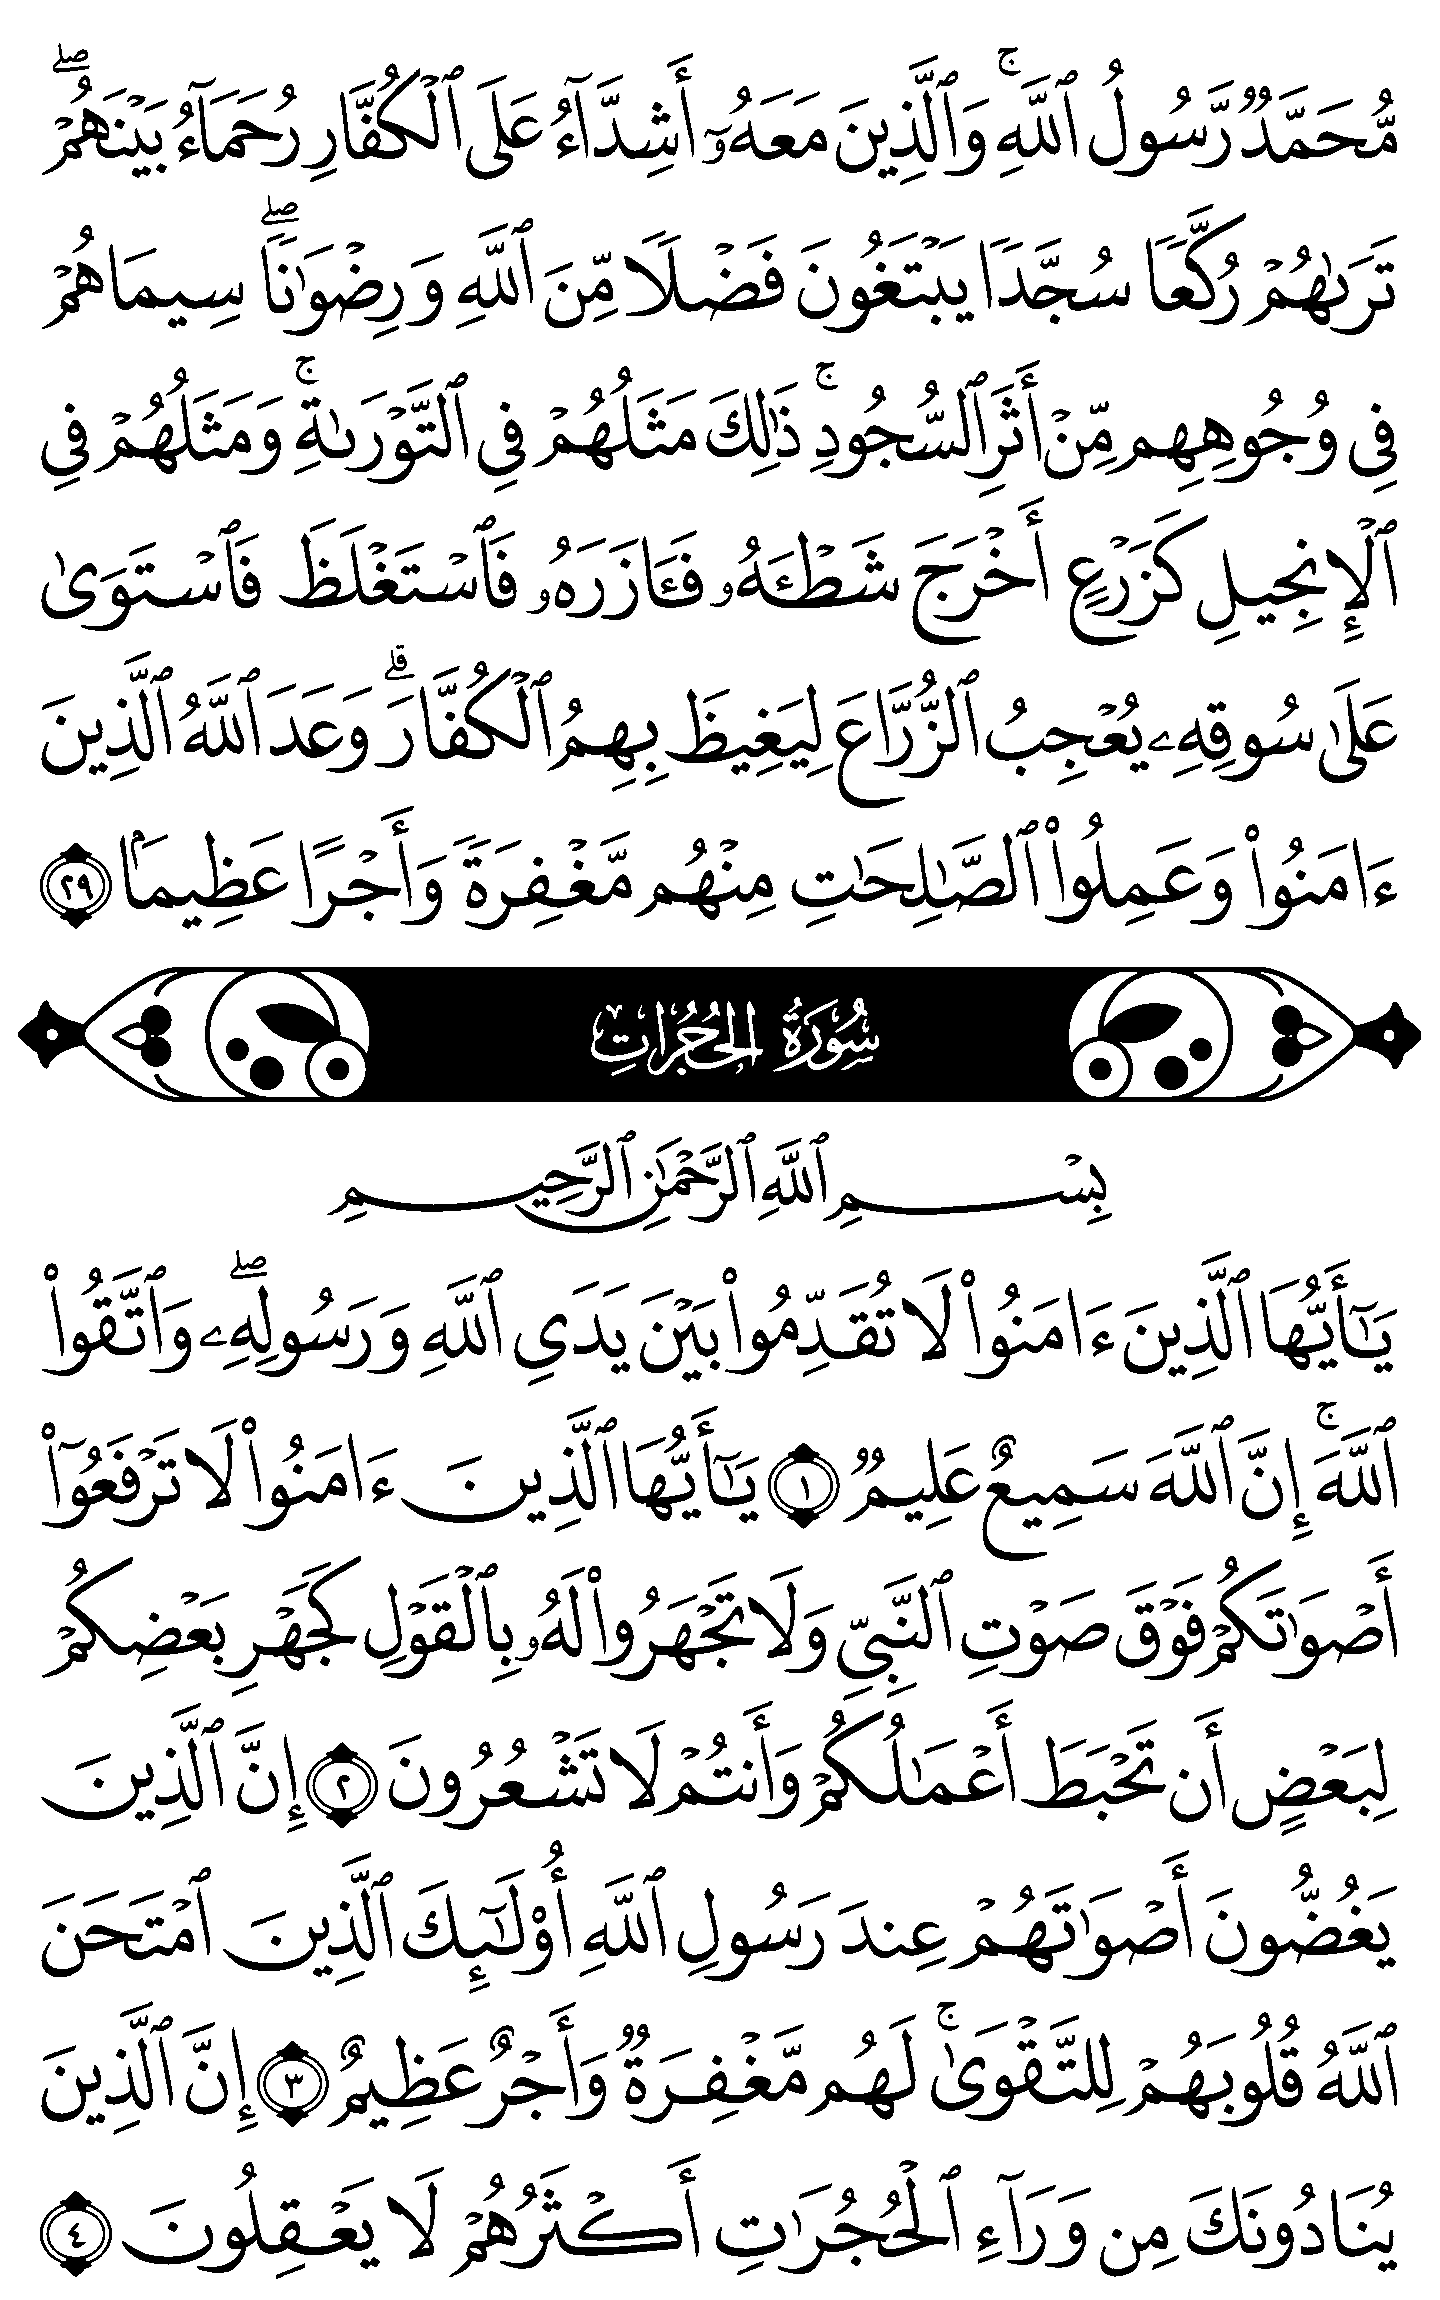 مُّحَمَّدٌ رَّسُولُ ٱللَّهِ ۚ وَٱلَّذِينَ مَعَهُۥٓ أَشِدَّآءُ عَلَى ٱلْكُفَّارِ رُحَمَآءُ بَيْنَهُمْ ۖ
تَرَىٰهُمْ رُكَّعًا سُجَّدًا يَبْتَغُونَ فَضْلًا مِّنَ ٱللَّهِ وَرِضْوَٰنًا ۖ سِيمَاهُمْ
فِى وُجُوهِهِم مِّنْ أَثَرِ ٱلسُّجُودِ ۚ ذَٰلِكَ مَثَلُهُمْ فِى ٱلتَّوْرَىٰةِ ۚ وَمَثَلُهُمْ فِى
ٱلْإِنجِيلِ كَزَرْعٍ أَخْرَجَ شَطْـَٔهُۥ فَـَٔازَرَهُۥ فَٱسْتَغْلَظَ فَٱسْتَوَىٰ
عَلَىٰ سُوقِهِۦ يُعْجِبُ ٱلزُّرَّاعَ لِيَغِيظَ بِهِمُ ٱلْكُفَّارَ ۗ وَعَدَ ٱللَّهُ ٱلَّذِينَ
ءَامَنُوا۟ وَعَمِلُوا۟ ٱلصَّـٰلِحَـٰتِ مِنْهُم مَّغْفِرَةً وَأَجْرًا عَظِيمًۢا ٢٩
سُورَةُ الحُجُرَاتِ
بِسْمِ ٱللَّهِ ٱلرَّحْمَـٰنِ ٱلرَّحِيمِ
يَـٰٓأَيُّهَا ٱلَّذِينَ ءَامَنُوا۟ لَا تُقَدِّمُوا۟ بَيْنَ يَدَىِ ٱللَّهِ وَرَسُولِهِۦ ۖ وَٱتَّقُوا۟
ٱللَّهَ ۚ إِنَّ ٱللَّهَ سَمِيعٌ عَلِيمٌ ١ يَـٰٓأَيُّهَا ٱلَّذِينَ ءَامَنُوا۟ لَا تَرْفَعُوٓا۟
أَصْوَٰتَكُمْ فَوْقَ صَوْتِ ٱلنَّبِىِّ وَلَا تَجْهَرُوا۟ لَهُۥ بِٱلْقَوْلِ كَجَهْرِ بَعْضِكُمْ
لِبَعْضٍ أَن تَحْبَطَ أَعْمَـٰلُكُمْ وَأَنتُمْ لَا تَشْعُرُونَ ٢ إِنَّ ٱلَّذِينَ
يَغُضُّونَ أَصْوَٰتَهُمْ عِندَ رَسُولِ ٱللَّهِ أُو۟لَـٰٓئِكَ ٱلَّذِينَ ٱمْتَحَنَ
ٱللَّهُ قُلُوبَهُمْ لِلتَّقْوَىٰ ۚ لَهُم مَّغْفِرَةٌ وَأَجْرٌ عَظِيمٌ ٣ إِنَّ ٱلَّذِينَ
يُنَادُونَكَ مِن وَرَآءِ ٱلْحُجُرَٰتِ أَكْثَرُهُمْ لَا يَعْقِلُونَ ٤